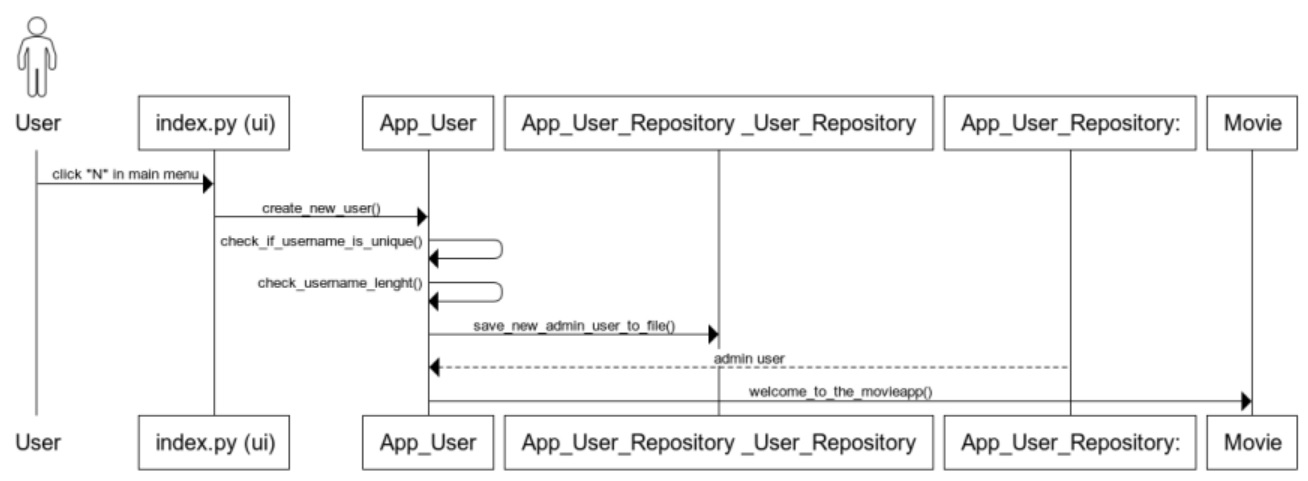 User
index.py (ui)
App_User
App_User_Repository _User_Repository
App_User_Repository:
Movie
click "N" in main menu
create_new_user()
check_if_username_is_unique()
check_username_lenght()
save_new_admin_user_to_file()
admin user
welcome_to_the_movieapp()
User
index.py (ui)
App_User
App_User_Repository _User_Repository
App_User_Repository:
Movie